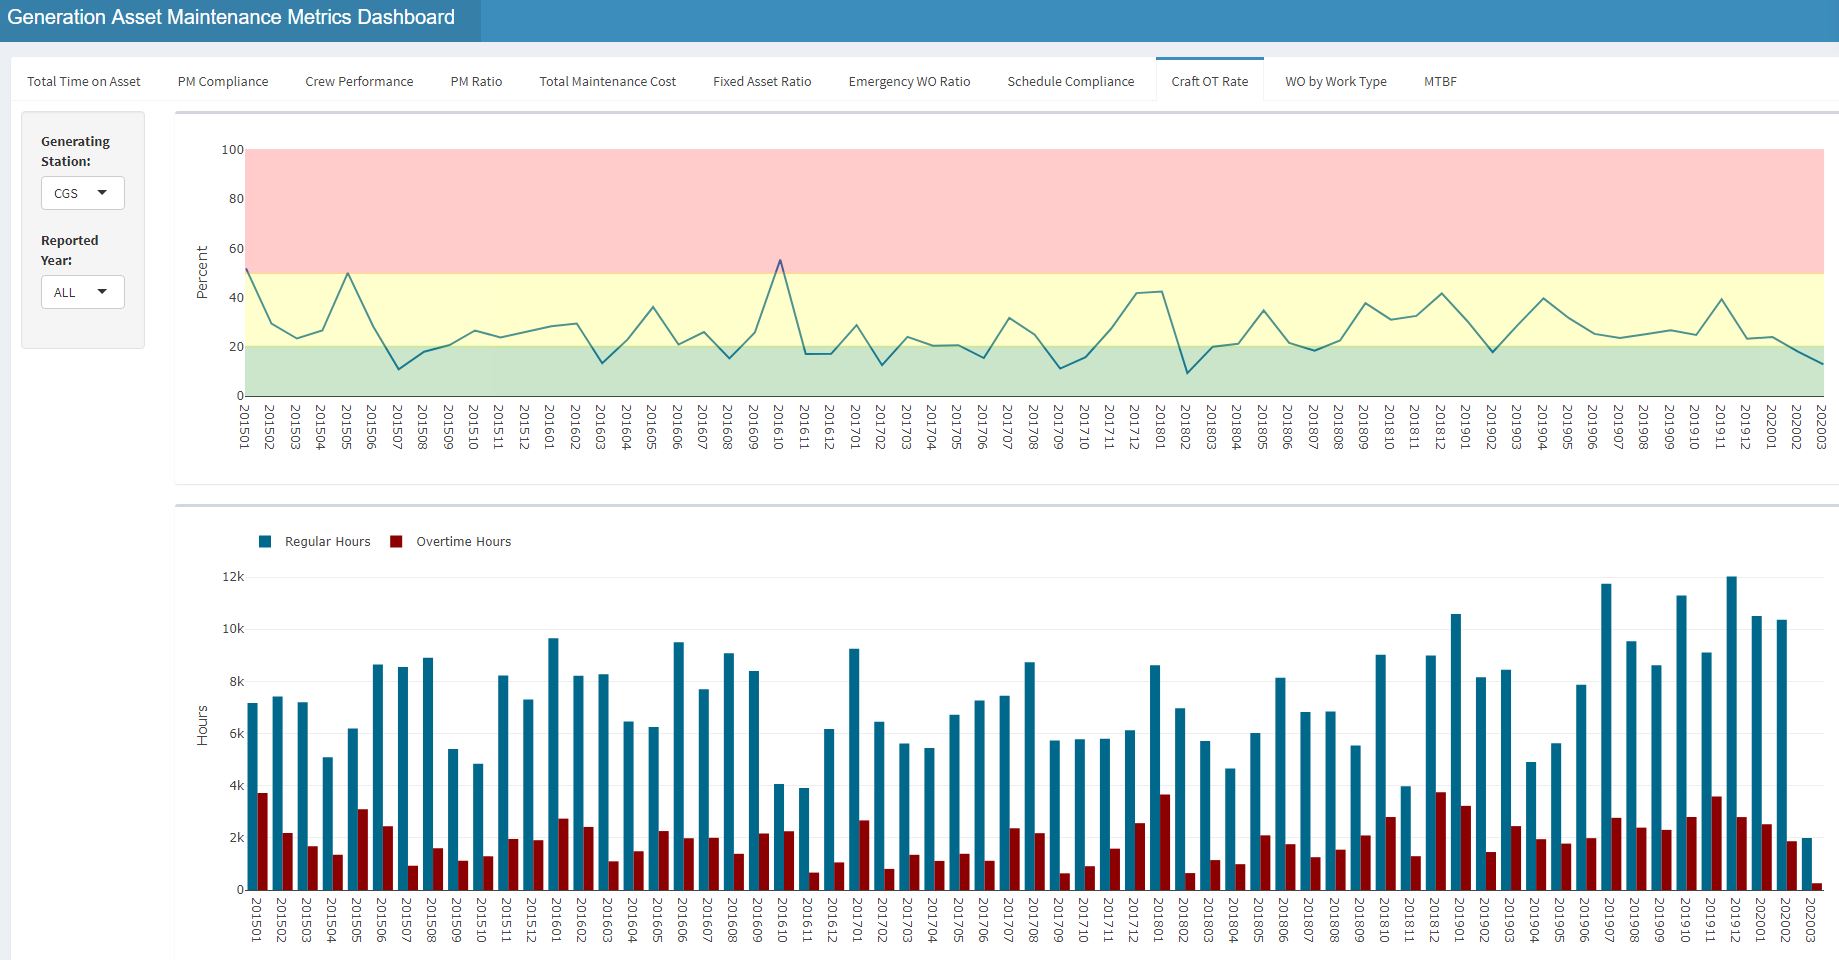 Generation Asset Maintenance Metrics Dashboard
Total Time on Asset PM Compliance Crew Performance PM Ratio Total Maintenance Cost Fixed Asset Ratio Emergency WO Ratio Schedule Compliance Craft OT Rate WO by Work Type MTBF
Generating
Station:
CGS
Reported
Year:
ALL
Percent
100
80
60
40
20
0
201501 201502 201503 201504 201505 201506 201507 201508 201509 201510 201511 201512 201601 201602 201603 201604 201605 201606 201607 201608 201609 201610 201611 201612 201701 201702 201703 201704 201705 201706 201707 201708 201709 201710 201711 201712 201801 201802 201803 201804 201805 201806 201807 201808 201809 201810 201811 201812 201901 201902 201903 201904 201905 201906 201907 201908 201909 201910 201911 201912 202001 202002 202003
Regular Hours Overtime Hours
Hours
12k
10k
8k
6k
4k
2k
0
201501 201502 201503 201504 201505 201506 201507 201508 201509 201510 201511 201512 201601 201602 201603 201604 201605 201606 201607 201608 201609 201610 201611 201612 201701 201702 201703 201704 201705 201706 201707 201708 201709 201710 201711 201712 201801 201802 201803 201804 201805 201806 201807 201808 201809 201810 201811 201812 201901 201902 201903 201904 201905 201906 201907 201908 201909 201910 201911 201912 202001 202002 202003